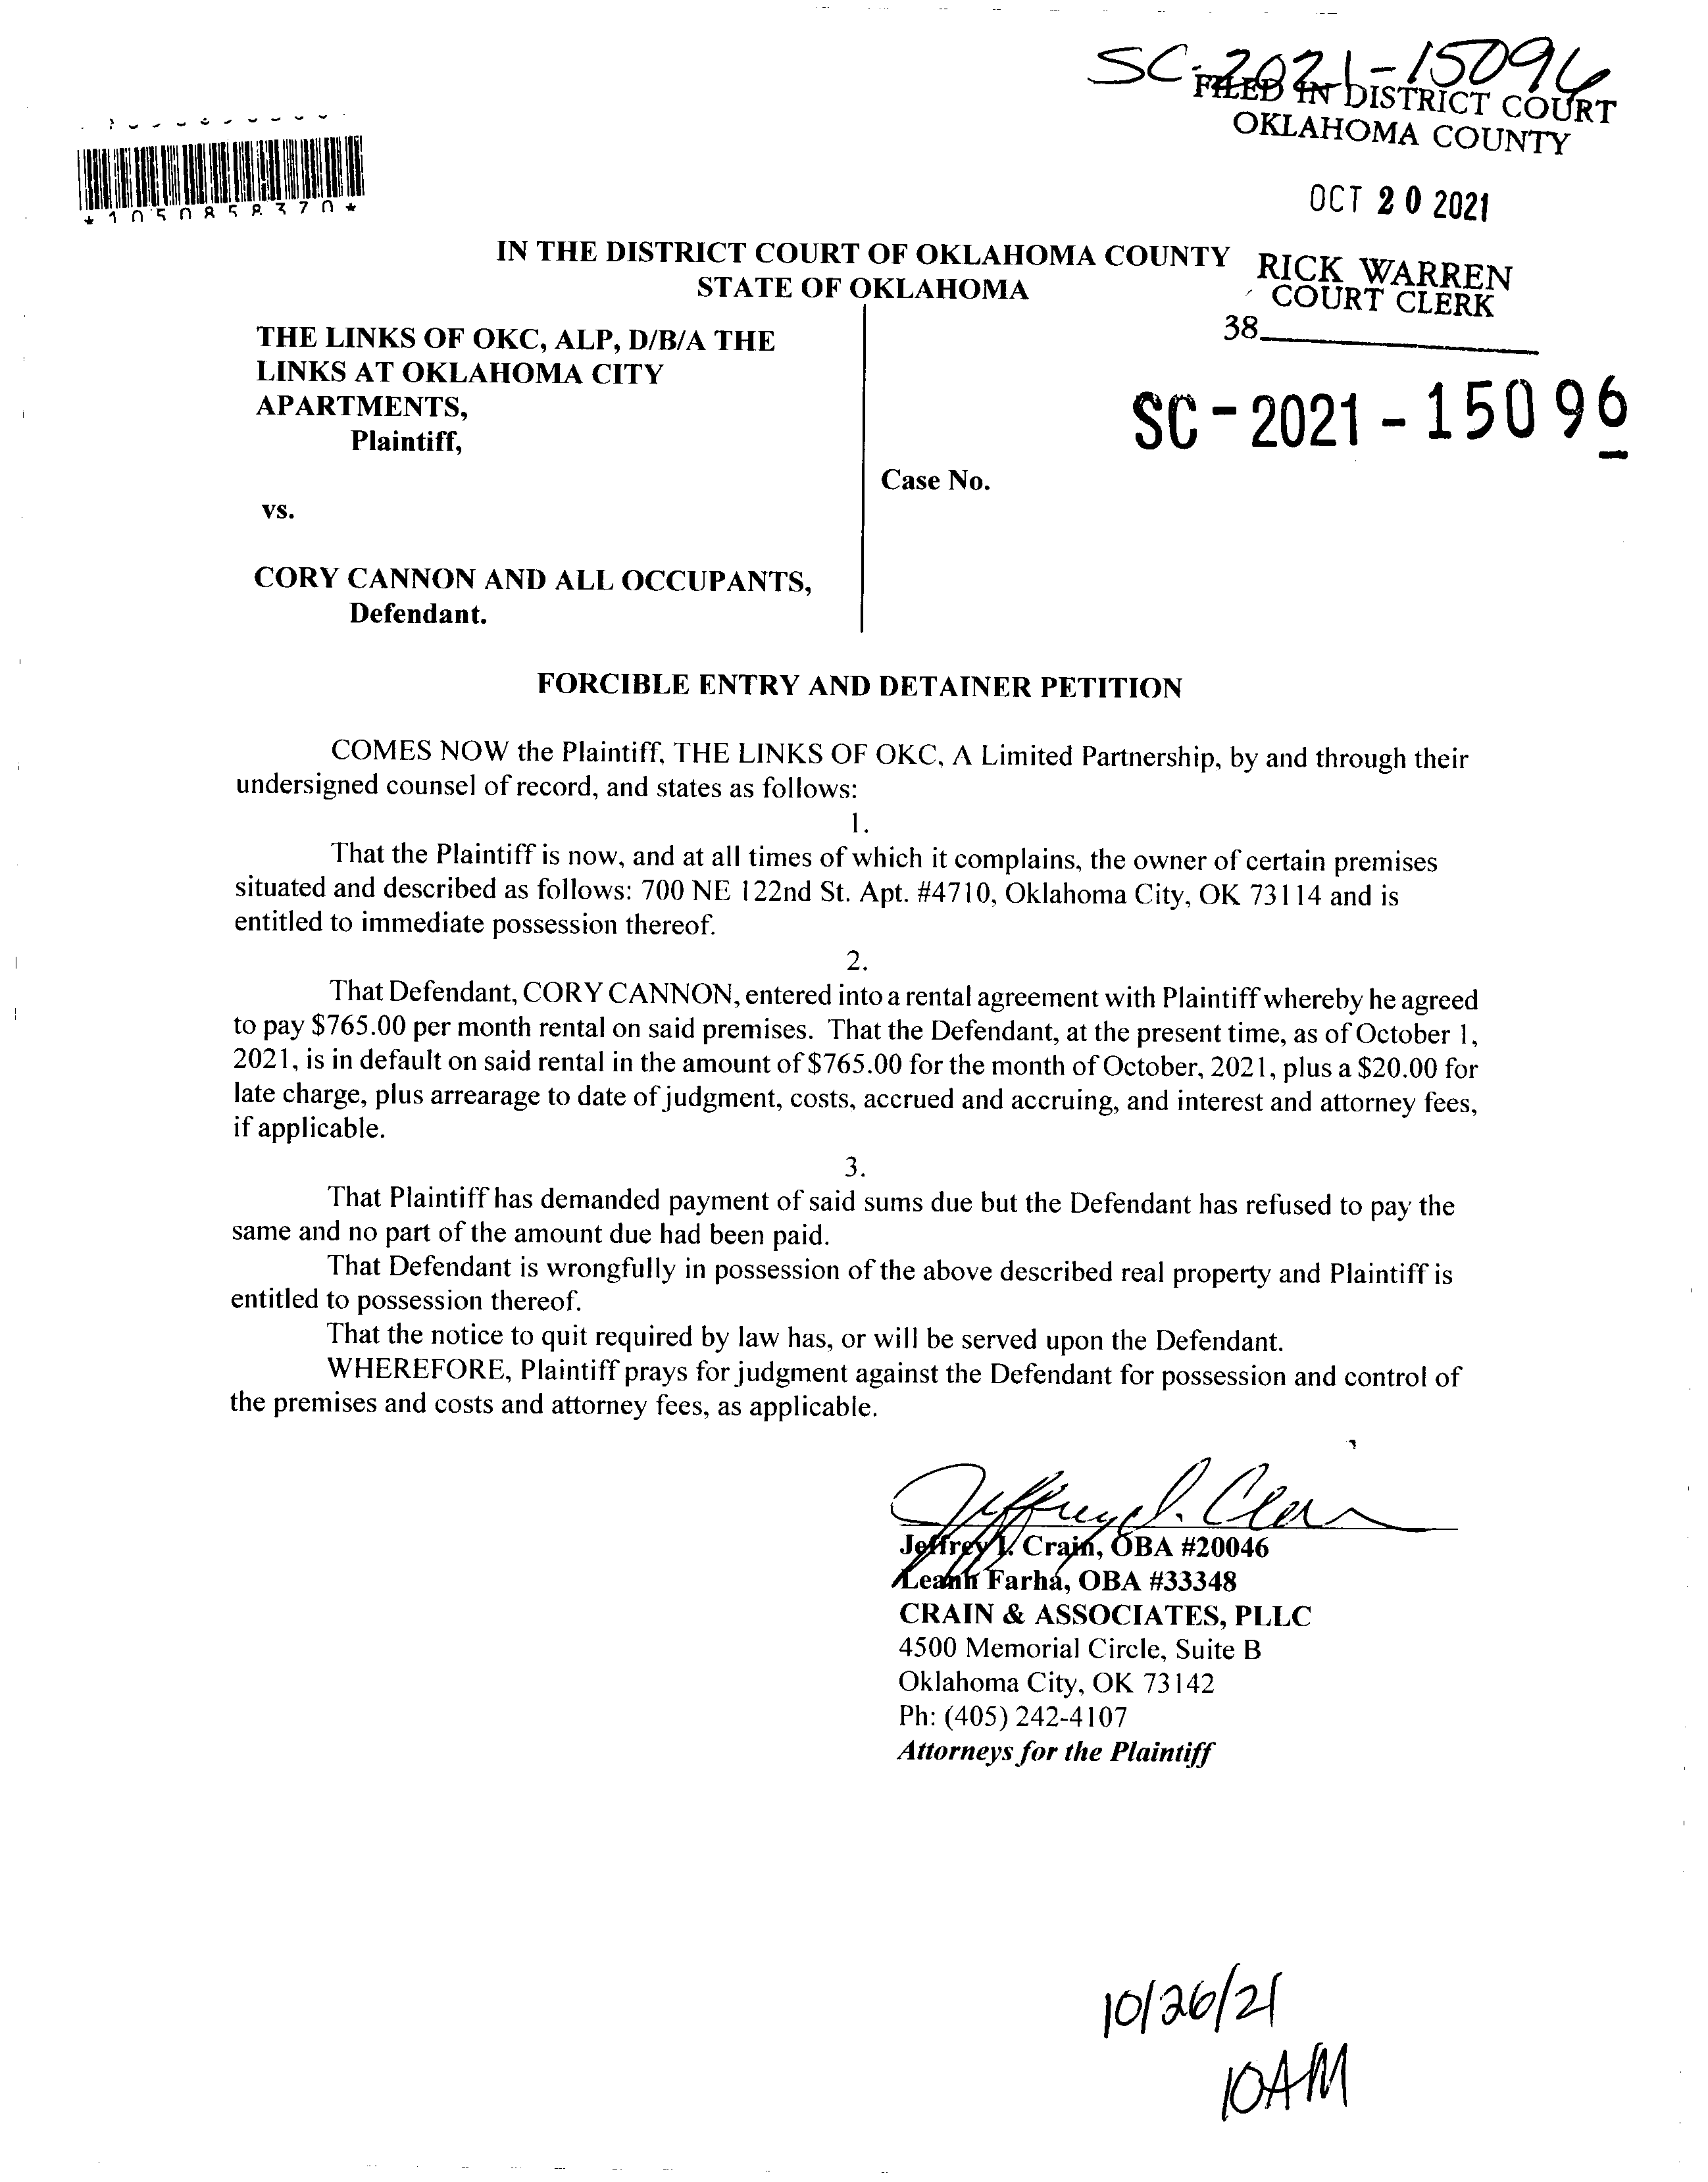 SC-2021-15096
FILED IN DISTRICT COURT
OKLAHOMA COUNTY
*1050858370*
OCT 20 2021
IN THE DISTRICT COURT OF OKLAHOMA COUNTY
STATE OF OKLAHOMA
RICK WARREN
COURT CLERK
38
THE LINKS OF OKC, ALP, D/B/A THE
LINKS AT OKLAHOMA CITY
APARTMENTS,
Plaintiff,
SC-2021-15096
Case No.
vs.
CORY CANNON AND ALL OCCUPANTS,
Defendant.
FORCIBLE ENTRY AND DETAINER PETITION
COMES NOW the Plaintiff, THE LINKS OF OKC, A Limited Partnership, by and through their
undersigned counsel of record, and states as follows:
1.
That the Plaintiff is now, and at all times of which it complains, the owner of certain premises
situated and described as follows: 700 NE 122nd St. Apt. #4710, Oklahoma City, OK 73114 and is
entitled to immediate possession thereof.
2.
That Defendant, CORY CANNON, entered into a rental agreement with Plaintiff whereby he agreed
to pay $765.00 per month rental on said premises. That the Defendant, at the present time, as of October 1,
2021, is in default on said rental in the amount of $765.00 for the month of October, 2021, plus a $20.00 for
late charge, plus arrearage to date of judgment, costs, accrued and accruing, and interest and attorney fees,
if applicable.
3.
That Plaintiff has demanded payment of said sums due but the Defendant has refused to pay the
same and no part of the amount due had been paid.
That Defendant is wrongfully in possession of the above described real property and Plaintiff is
entitled to possession thereof.
That the notice to quit required by law has, or will be served upon the Defendant.
WHEREFORE, Plaintiff prays for judgment against the Defendant for possession and control of
the premises and costs and attorney fees, as applicable.
Jeffrey I. Crain
Jeffrey I. Crain, OBA #20046
Leann Farha, OBA #33348
CRAIN & ASSOCIATES, PLLC
4500 Memorial Circle, Suite B
Oklahoma City, OK 73142
Ph: (405) 242-4107
Attorneys for the Plaintiff
10/26/21
10AM